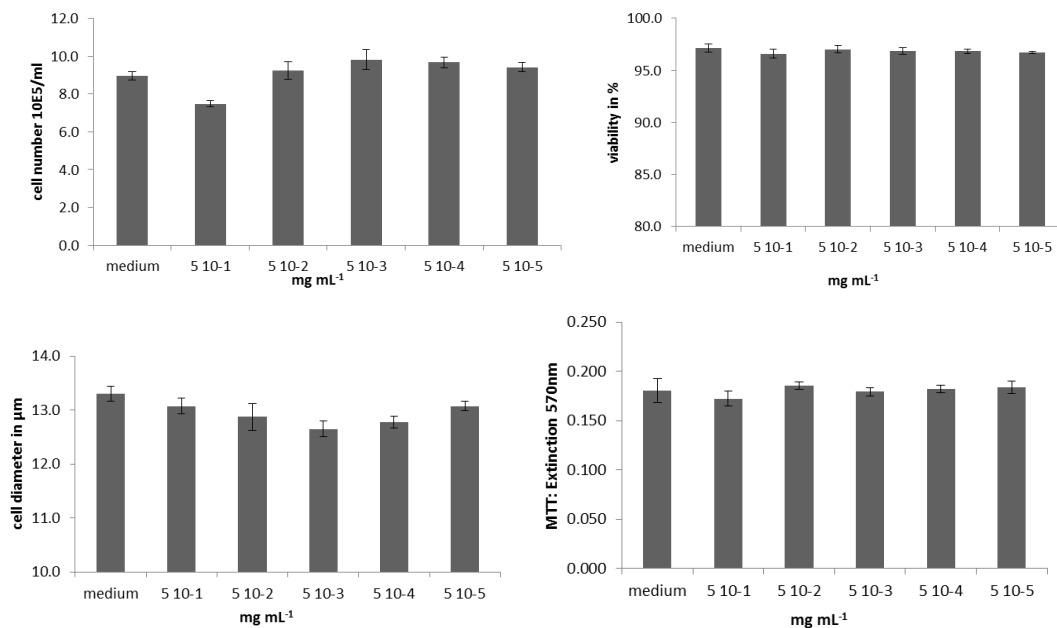 12.0
10.0
8.0
6.0
4.0
2.0
0.0
cell number 10E5/ml
medium 5 10-1 5 10-2 5 10-3 5 10-4 5 10-5
mg mL-1
100.0
95.0
90.0
85.0
80.0
viability in %
medium 5 10-1 5 10-2 5 10-3 5 10-4 5 10-5
mg mL-1
14.0
13.0
12.0
11.0
10.0
cell diameter in µm
medium 5 10-1 5 10-2 5 10-3 5 10-4 5 10-5
mg mL-1
0.250
0.200
0.150
0.100
0.050
0.000
MTT: Extinction 570nm
medium 5 10-1 5 10-2 5 10-3 5 10-4 5 10-5
mg mL-1